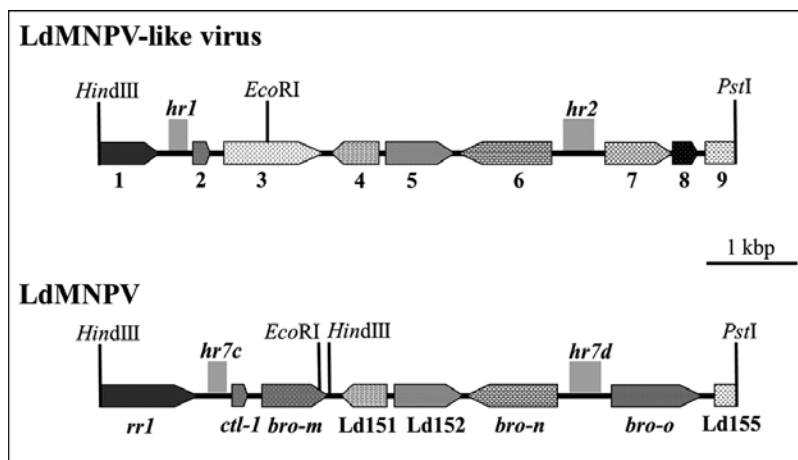 LdMNPV-like virus
HindIII hr1 EcoRI hr2 PstI
1 2 3 4 5 6 7 8 9
1 kbp
LdMNPV
HindIII hr7c EcoRI HindIII hr7d PstI
rr1 ctl-1 bro-m Ld151 Ld152 bro-n bro-o Ld155